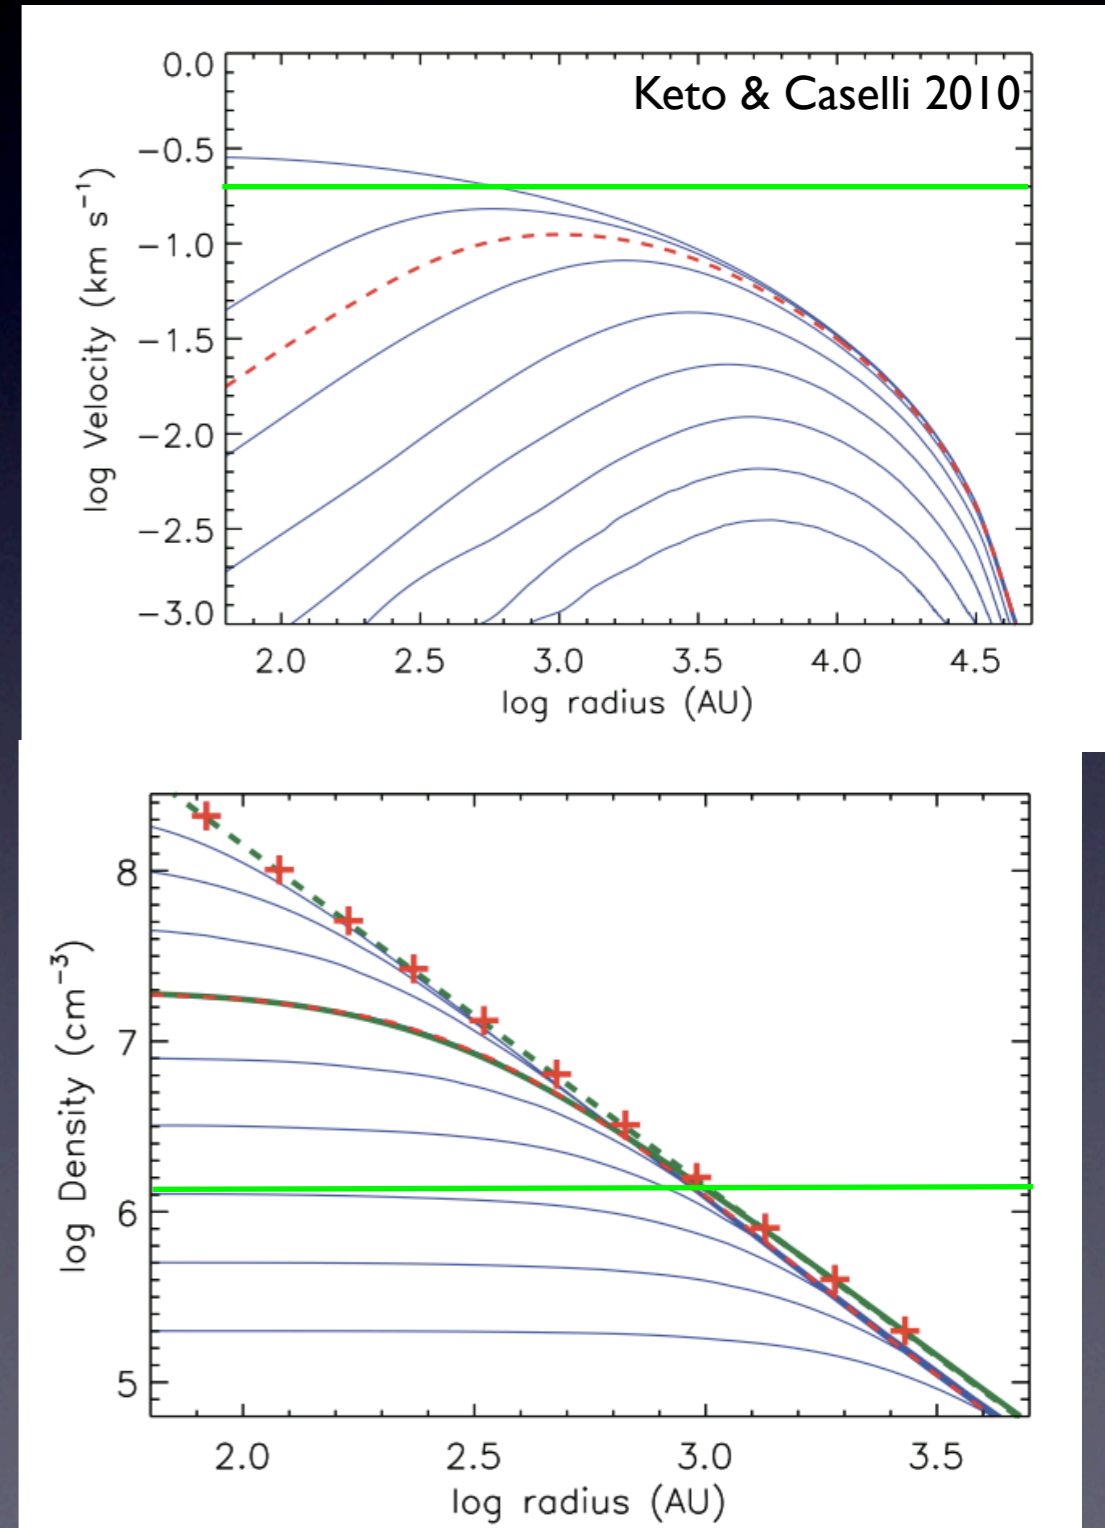 Keto & Caselli 2010
0.0
−0.5
−1.0
−1.5
−2.0
−2.5
−3.0
log Velocity (km s⁻¹)
2.0 2.5 3.0 3.5 4.0 4.5
log radius (AU)
8
7
6
5
log Density (cm⁻³)
2.0 2.5 3.0 3.5
log radius (AU)